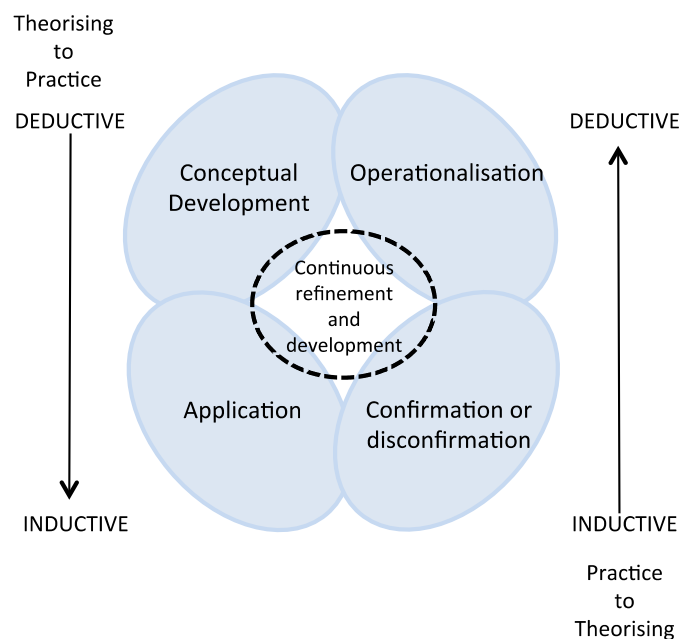 Theorising
to
Practice
DEDUCTIVE
DEDUCTIVE
Conceptual
Development
Operationalisation
Continuous
refinement
and
development
Application
Confirmation or
disconfirmation
INDUCTIVE
INDUCTIVE
Practice
to
Theorising